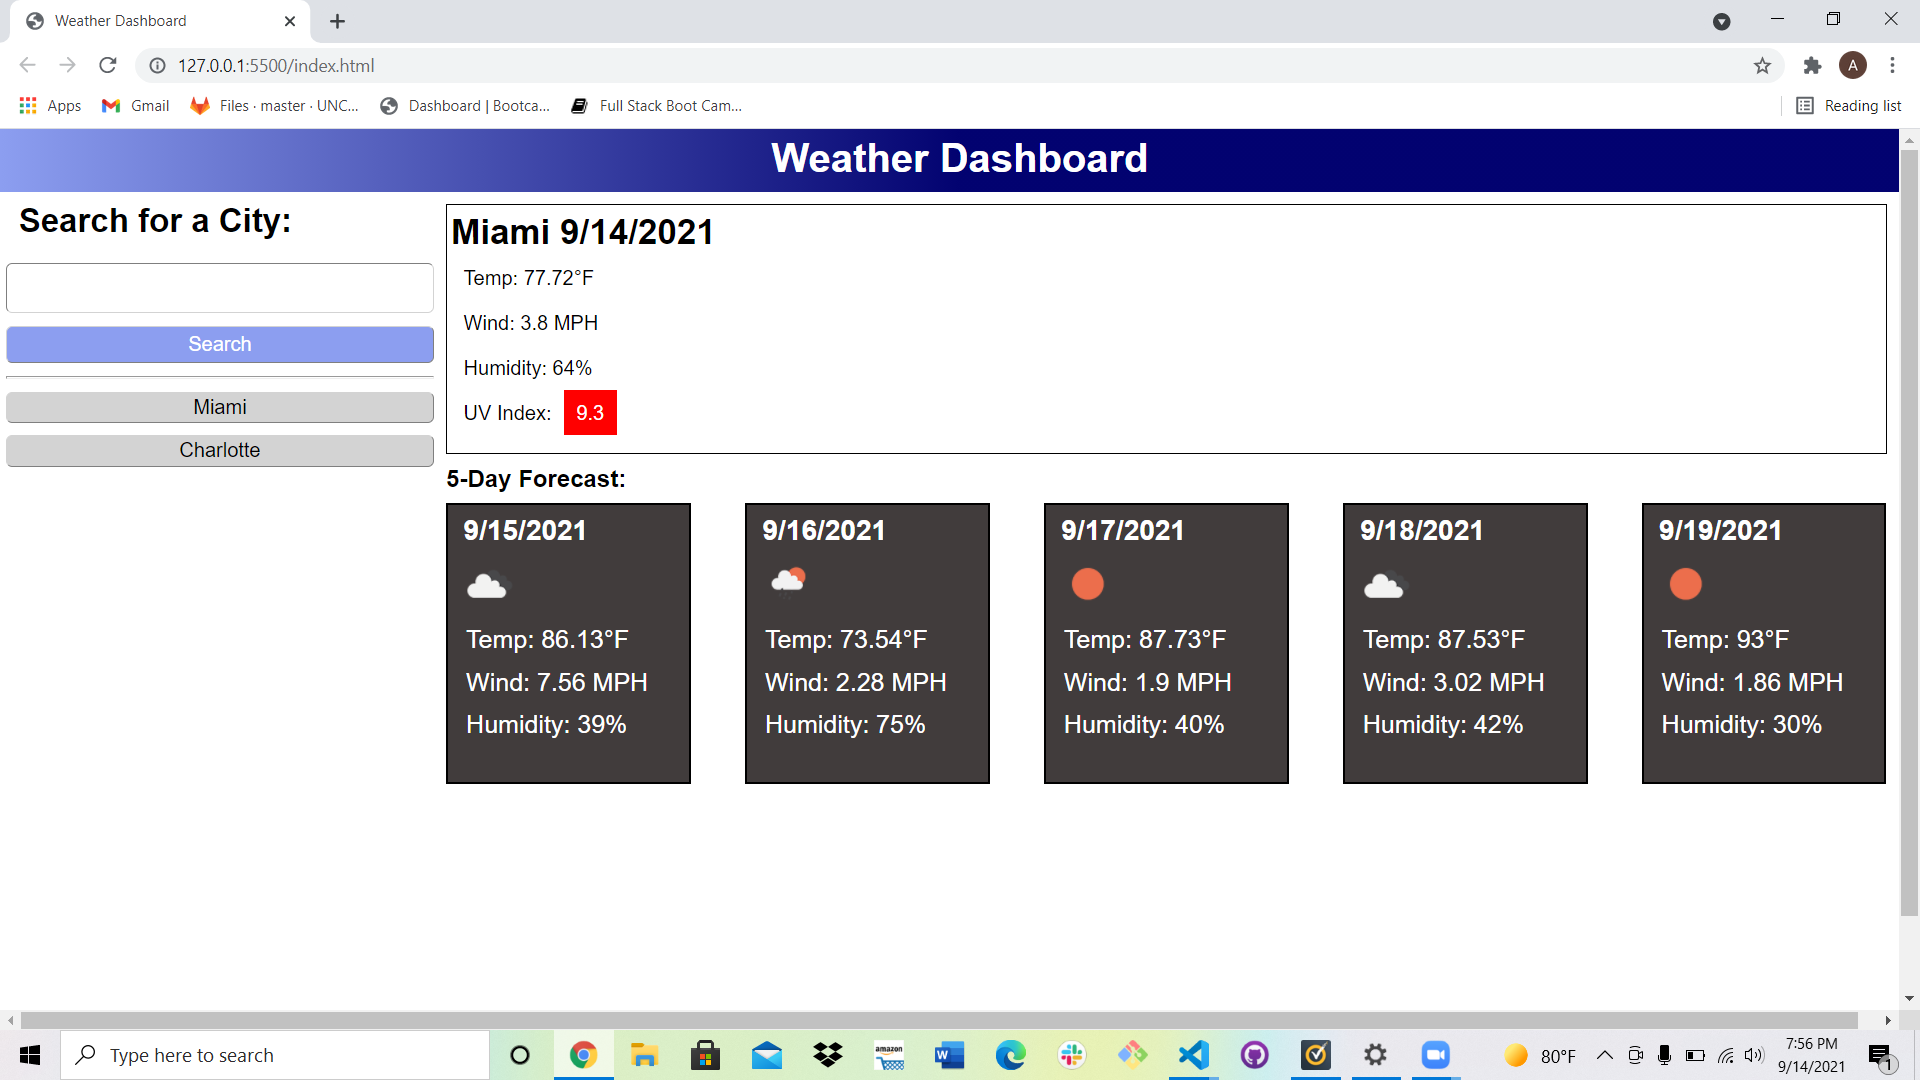 Weather Dashboard
127.0.0.1:5500/index.html
A
Apps
Gmail
Files · master · UNC...
Dashboard | Bootca...
Full Stack Boot Cam...
Reading list
Weather Dashboard
Search for a City:
Search
Miami
Charlotte
Miami 9/14/2021
Temp: 77.72°F
Wind: 3.8 MPH
Humidity: 64%
UV Index: 9.3
5-Day Forecast:
9/15/2021
Temp: 86.13°F
Wind: 7.56 MPH
Humidity: 39%
9/16/2021
Temp: 73.54°F
Wind: 2.28 MPH
Humidity: 75%
9/17/2021
Temp: 87.73°F
Wind: 1.9 MPH
Humidity: 40%
9/18/2021
Temp: 87.53°F
Wind: 3.02 MPH
Humidity: 42%
9/19/2021
Temp: 93°F
Wind: 1.86 MPH
Humidity: 30%
Type here to search
amazon
W
80°F
7:56 PM
9/14/2021
1